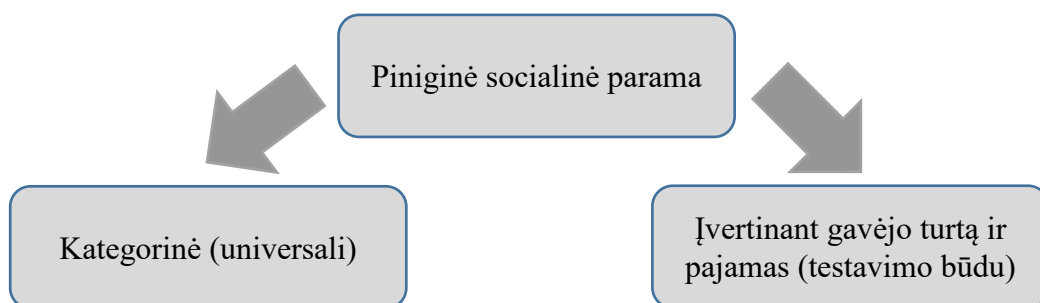 Piniginė socialinė parama
Kategorinė (universali)
Įvertinant gavėjo turtą ir
pajamas (testavimo būdu)